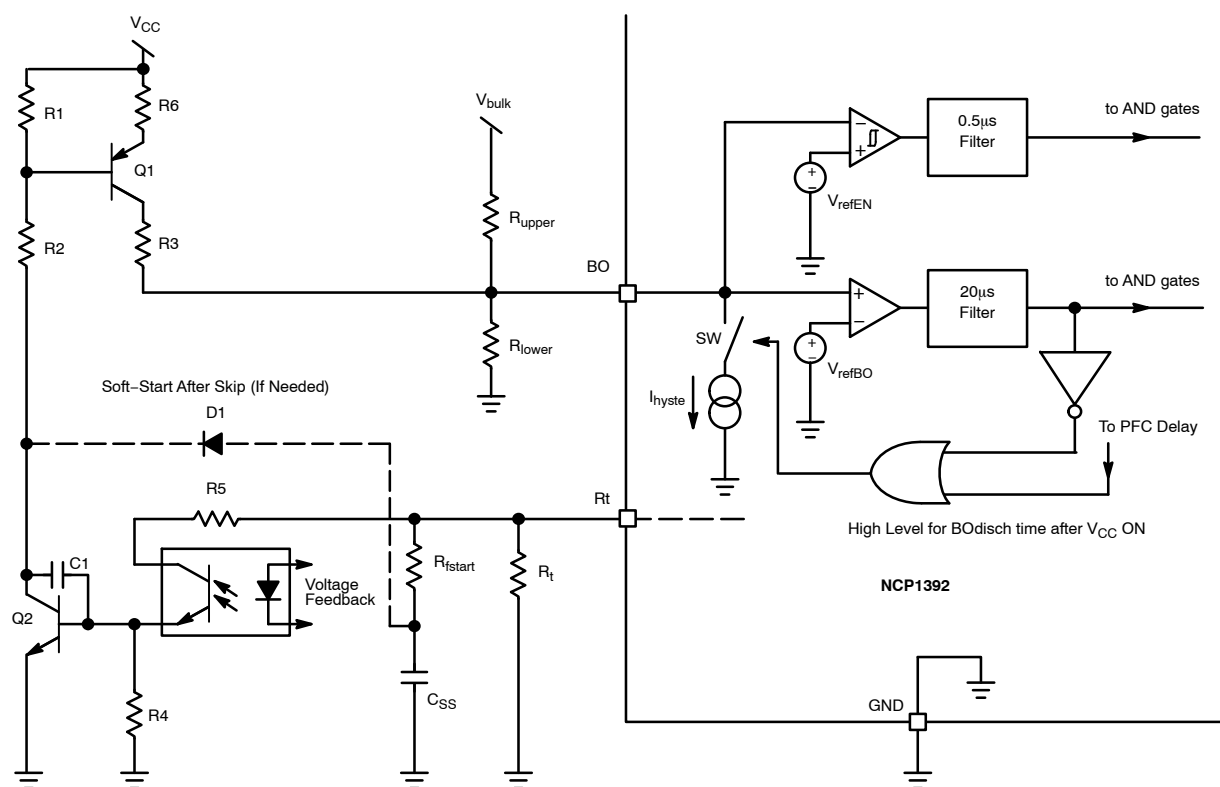 VCC
R1
R6
Q1
R2
R3
Vbulk
Rupper
BO
Rlower
0.5μs
Filter
to AND gates
VrefEN
20μs
Filter
to AND gates
SW
VrefBO
Ihyste
To PFC Delay
High Level for BOdisch time after VCC ON
NCP1392
Soft–Start After Skip (If Needed)
D1
R5
Rt
C1
Q2
Voltage
Feedback
Rfstart
Rt
R4
CSS
GND